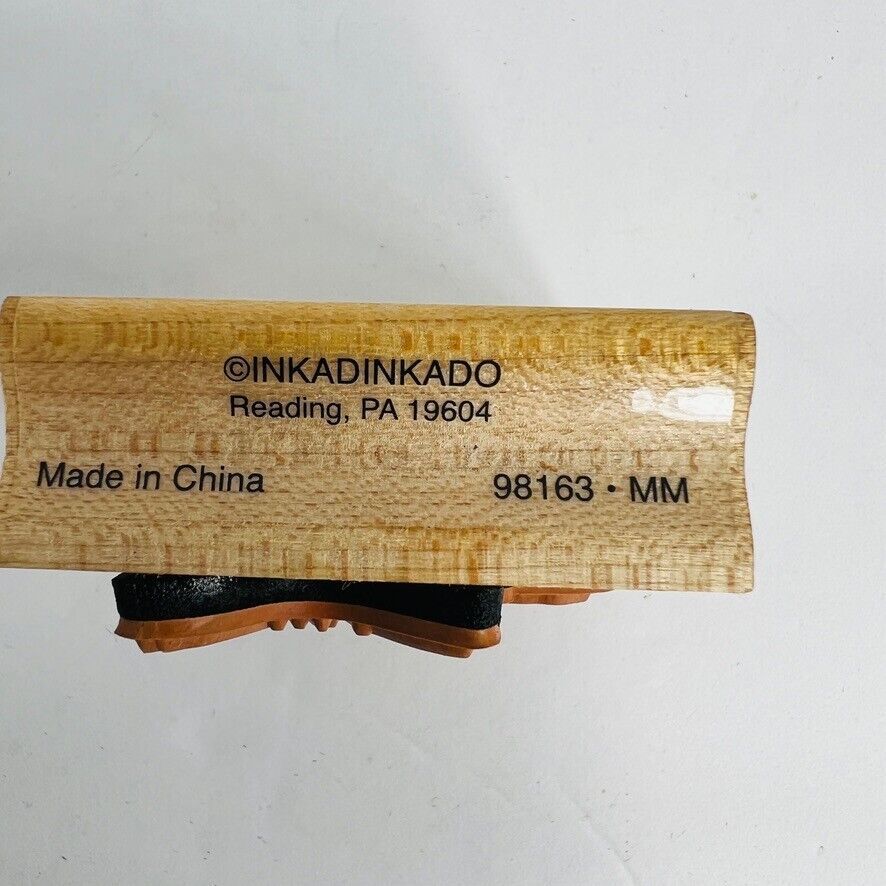 ©INKADINKADO
Reading, PA 19604
Made in China 98163 • MM